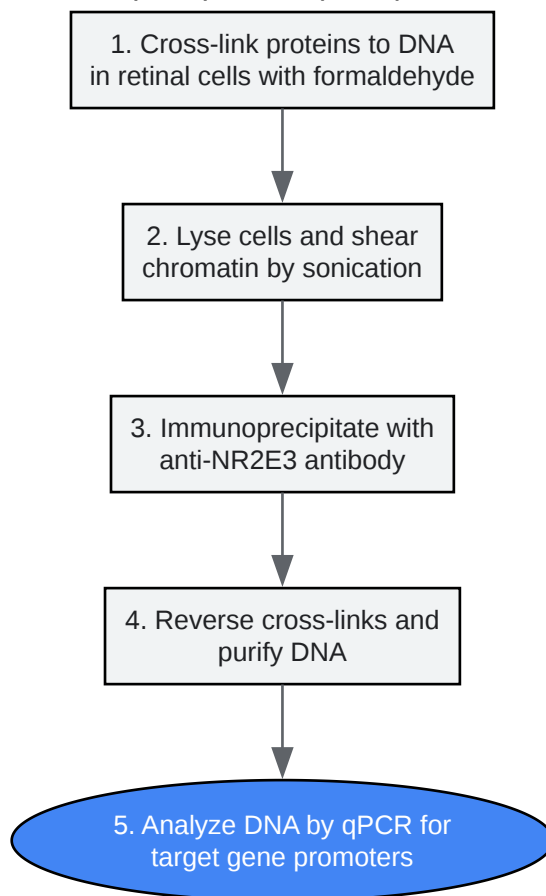 1. Cross-link proteins to DNA
in retinal cells with formaldehyde
2. Lyse cells and shear
chromatin by sonication
3. Immunoprecipitate with
anti-NR2E3 antibody
4. Reverse cross-links and
purify DNA
5. Analyze DNA by qPCR for
target gene promoters